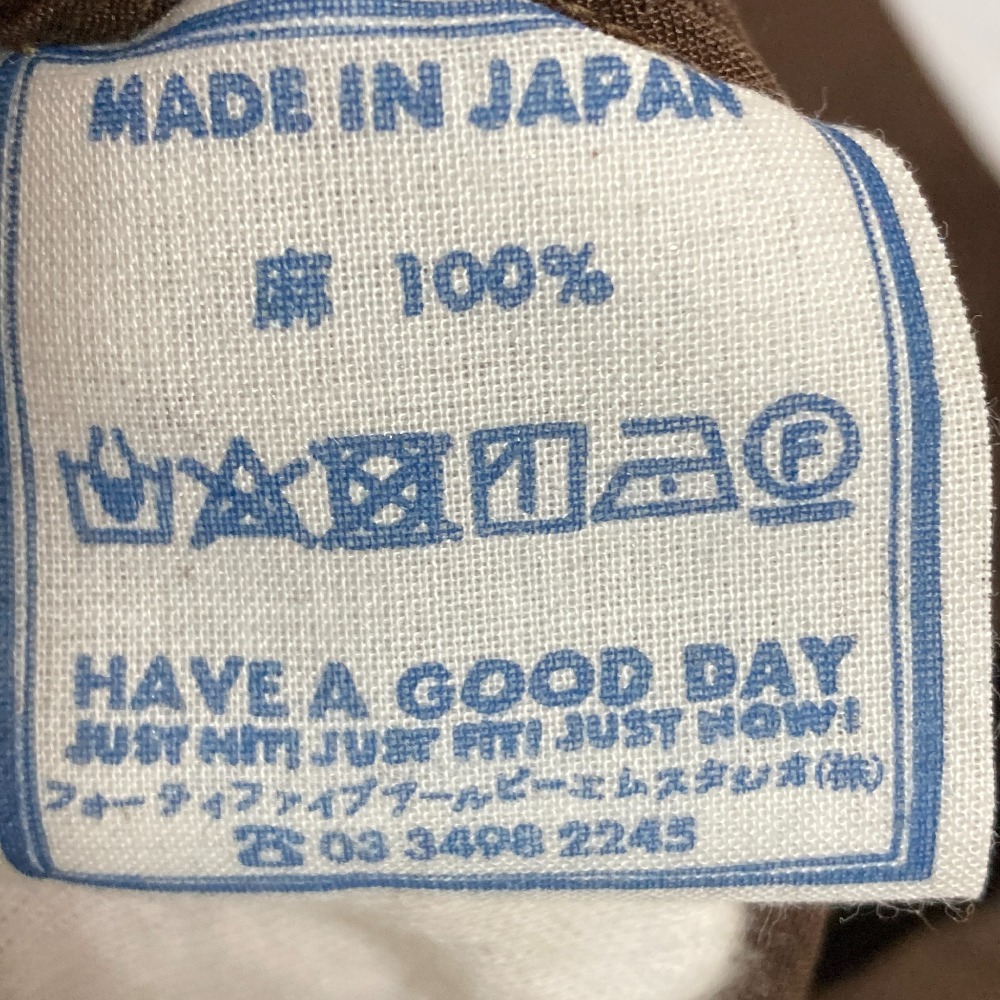 MADE IN JAPAN
麻 100%
F
HAVE A GOOD DAY
JUST HIT! JUST FIT! JUST NOW!
フォーティファイブアールピーエムスタジオ(株)
☎ 03 3498 2245